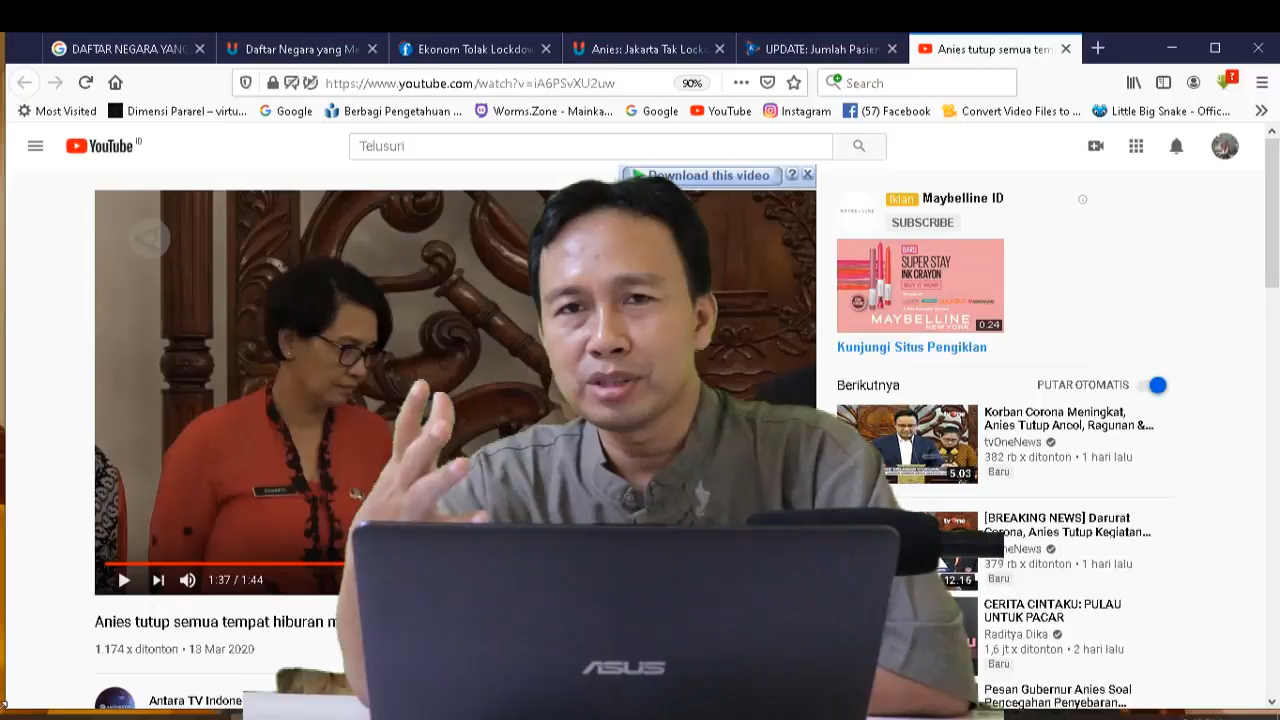 DAFTAR NEGARA YANG
Daftar Negara yang Me
Ekonom Tolak Lockdow
Anies: Jakarta Tak Lock
UPDATE: Jumlah Pasien
Anies tutup semua tem
https://www.youtube.com/watch?v=iA6PSvXU2uw
90%
Search
Most Visited
Dimensi Pararel – virtu...
Google
Berbagi Pengetahuan ...
Worms.Zone - Mainka...
Google
YouTube
Instagram
(57) Facebook
Convert Video Files to ...
Little Big Snake - Offic...
YouTube ID
Telusuri
Download this video
Iklan Maybelline ID
SUBSCRIBE
BARU
SUPER STAY
INK CRAYON
BUY IT NOW!
MAYBELLINE
NEW YORK
0.24
Kunjungi Situs Pengiklan
Berikutnya
PUTAR OTOMATIS
Korban Corona Meningkat,
Anies Tutup Ancol, Ragunan &...
tvOneNews
382 rb x ditonton • 1 hari lalu
Baru
5:03
[BREAKING NEWS] Darurat
Corona, Anies Tutup Kegiatan...
neNews
379 rb x ditonton • 1 hari lalu
Baru
12.16
CERITA CINTAKU: PULAU
UNTUK PACAR
Raditya Dika
1,6 jt x ditonton • 2 hari lalu
Baru
Pesan Gubernur Anies Soal
Pencegahan Penyebaran...
1:37 / 1:44
Anies tutup semua tempat hiburan m
1.174 x ditonton • 13 Mar 2020
Antara TV Indone
ASUS